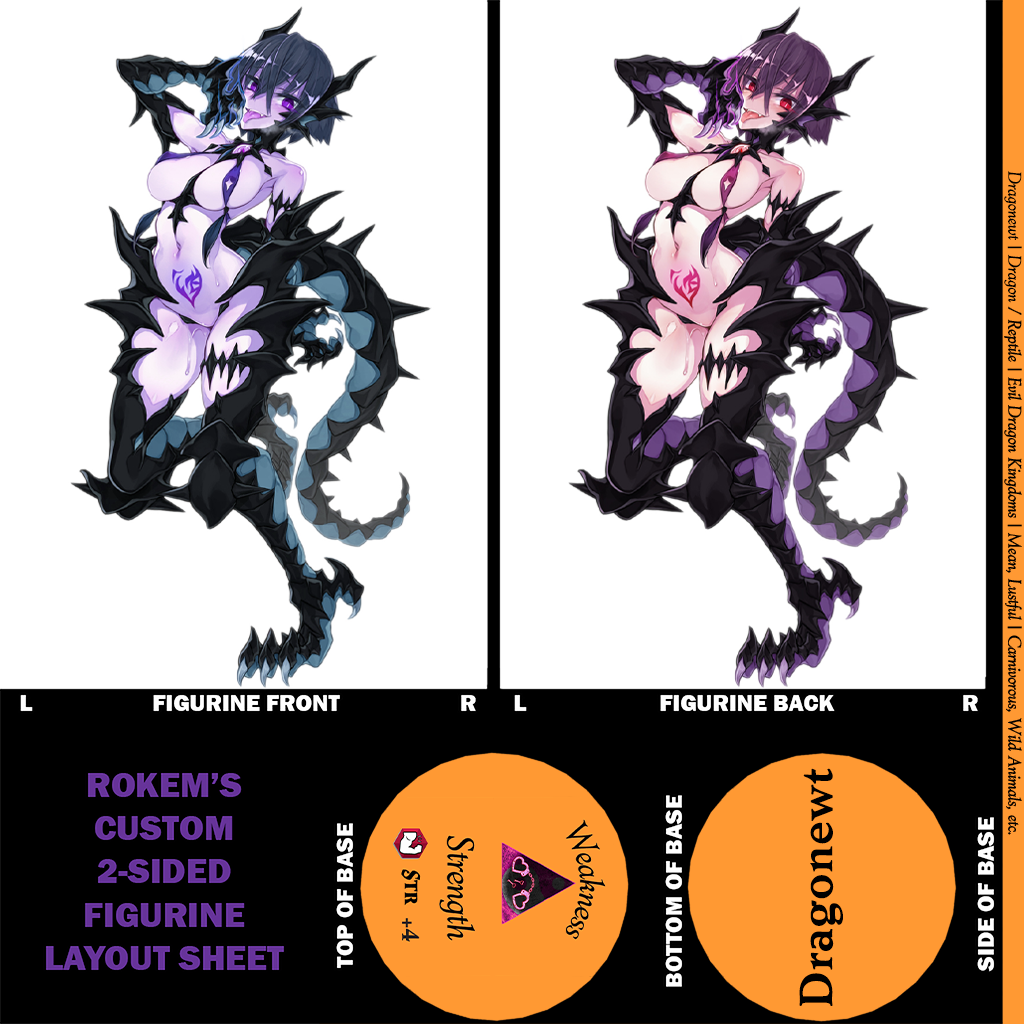 L
FIGURINE FRONT
R
L
FIGURINE BACK
R
Dragonewt | Dragon / Reptile | Evil Dragon Kingdoms | Mean, Lustful | Carnivorous, Wild Animals, etc.
ROKEM’S
CUSTOM
2-SIDED
FIGURINE
LAYOUT SHEET
TOP OF BASE
Weakness
Strength
STR +4
BOTTOM OF BASE
Dragonewt
SIDE OF BASE